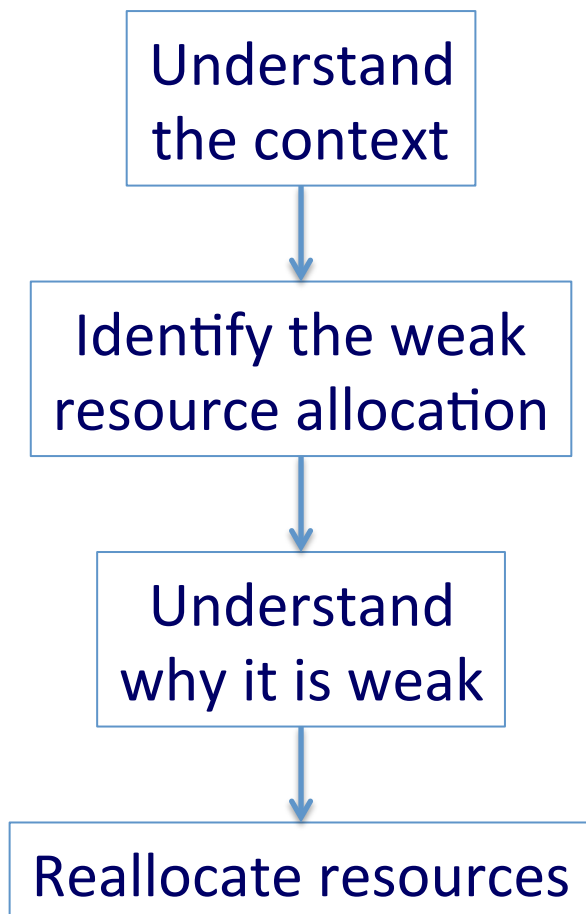 Understand
the context
Identify the weak
resource allocation
Understand
why it is weak
Reallocate resources